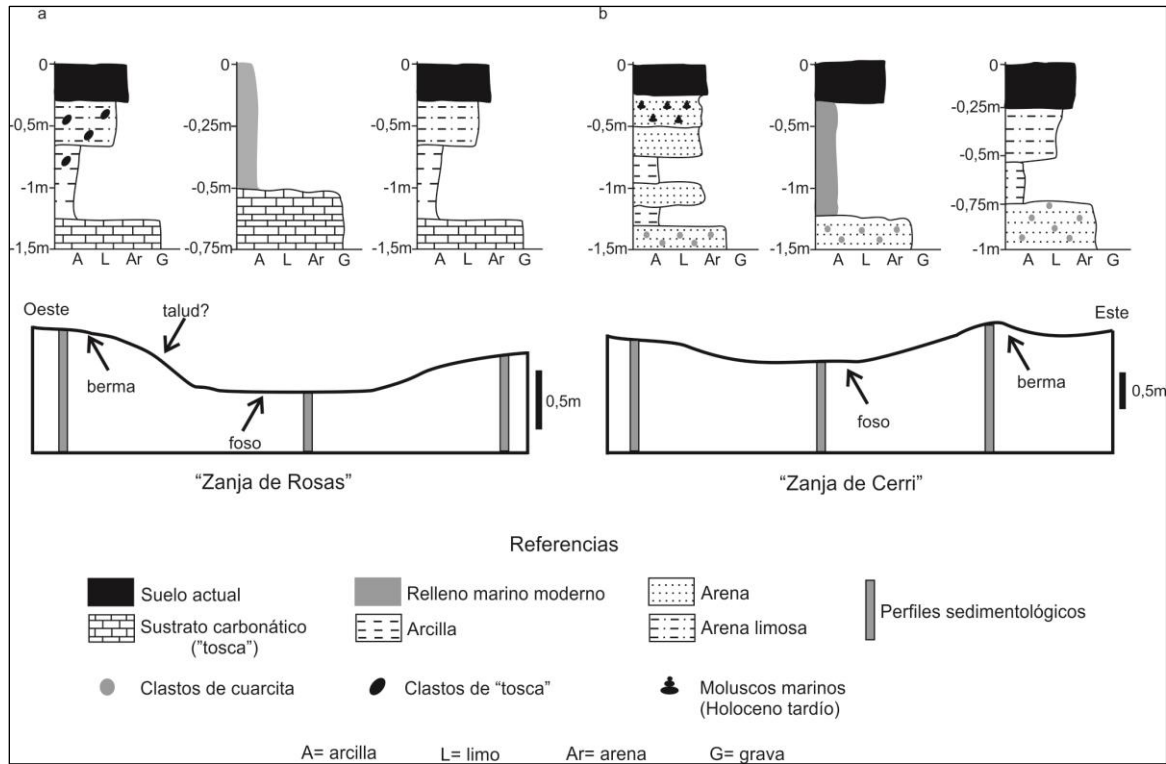 a
b
0
-0,5m
-1m
-1,5m
A L Ar G
0
-0,25m
-0,5m
-0,75m
A L Ar G
0
-0,5m
-1m
-1,5m
A L Ar G
0
-0,5m
-1m
-1,5m
A L Ar G
0
-0,5m
-1m
-1,5m
A L Ar G
0
-0,25m
-0,5m
-0,75m
-1m
A L Ar G
Oeste
talud?
berma
foso
0,5m
"Zanja de Rosas"
Este
berma
foso
0,5m
"Zanja de Cerri"
Referencias
Suelo actual
Relleno marino moderno
Arena
Perfiles sedimentológicos
Sustrato carbonático
("tosca")
Arcilla
Arena limosa
Clastos de cuarcita
Clastos de "tosca"
Moluscos marinos
(Holoceno tardío)
A= arcilla L= limo Ar= arena G= grava